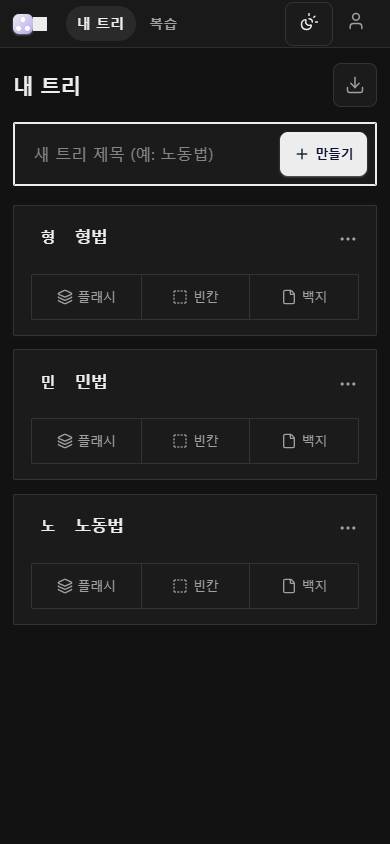 내 트리 복습
내 트리
새 트리 제목 (예: 노동법) + 만들기
형 형법
플래시 빈칸 백지
민 민법
플래시 빈칸 백지
노 노동법
플래시 빈칸 백지